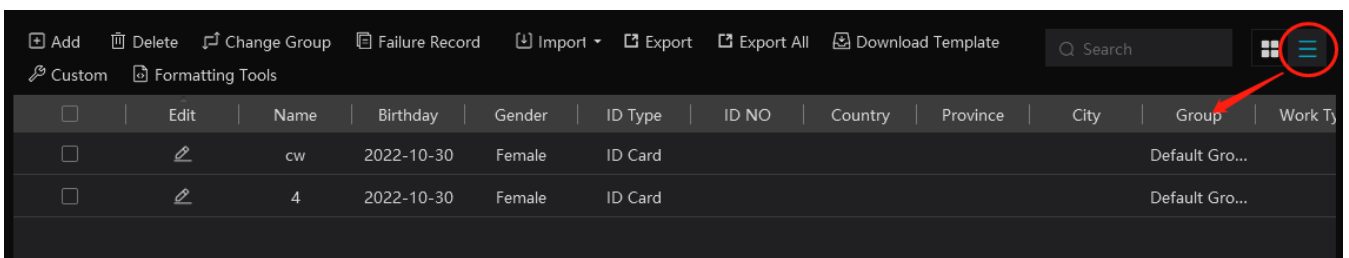 Add Delete Change Group Failure Record Import Export Export All Download Template Search
Custom Formatting Tools
Edit Name Birthday Gender ID Type ID NO Country Province City Group Work Ty
cw 2022-10-30 Female ID Card Default Gro...
4 2022-10-30 Female ID Card Default Gro...